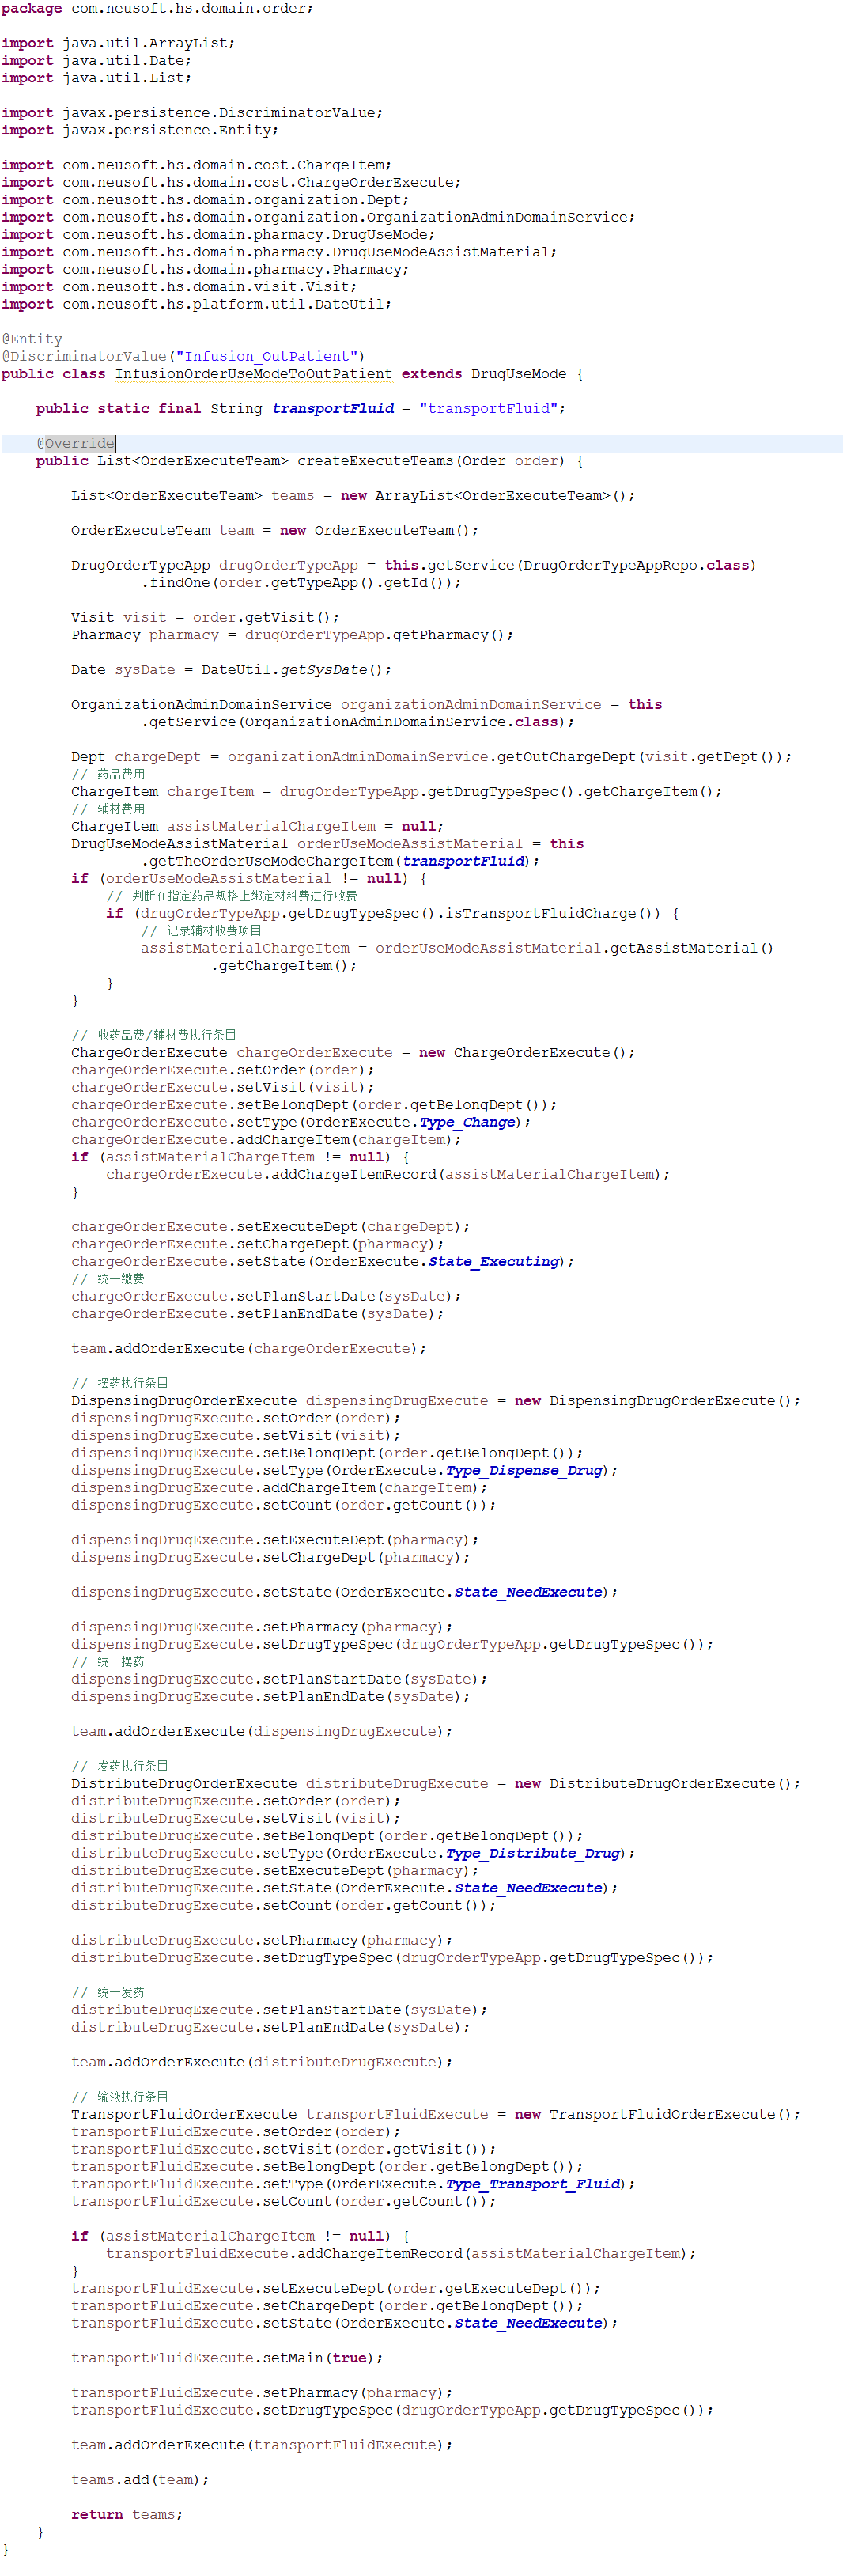 package com.neusoft.hs.domain.order;
import java.util.ArrayList;
import java.util.Date;
import java.util.List;
import javax.persistence.DiscriminatorValue;
import javax.persistence.Entity;
import com.neusoft.hs.domain.cost.ChargeItem;
import com.neusoft.hs.domain.cost.ChargeOrderExecute;
import com.neusoft.hs.domain.organization.Dept;
import com.neusoft.hs.domain.organization.OrganizationAdminDomainService;
import com.neusoft.hs.domain.pharmacy.DrugUseMode;
import com.neusoft.hs.domain.pharmacy.DrugUseModeAssistMaterial;
import com.neusoft.hs.domain.pharmacy.Pharmacy;
import com.neusoft.hs.domain.visit.Visit;
import com.neusoft.hs.platform.util.DateUtil;
@Entity
@DiscriminatorValue("Infusion_OutPatient")
public class InfusionOrderUseModeToOutPatient extends DrugUseMode {
public static final String transportFluid = "transportFluid";
@Override
public List<OrderExecuteTeam> createExecuteTeams(Order order) {
List<OrderExecuteTeam> teams = new ArrayList<OrderExecuteTeam>();
OrderExecuteTeam team = new OrderExecuteTeam();
DrugOrderTypeApp drugOrderTypeApp = this.getService(DrugOrderTypeAppRepo.class)
.findOne(order.getTypeApp().getId());
Visit visit = order.getVisit();
Pharmacy pharmacy = drugOrderTypeApp.getPharmacy();
Date sysDate = DateUtil.getSysDate();
OrganizationAdminDomainService organizationAdminDomainService = this
.getService(OrganizationAdminDomainService.class);
Dept chargeDept = organizationAdminDomainService.getOutChargeDept(visit.getDept());
// 药品费用
ChargeItem chargeItem = drugOrderTypeApp.getDrugTypeSpec().getChargeItem();
// 辅材费用
ChargeItem assistMaterialChargeItem = null;
DrugUseModeAssistMaterial orderUseModeAssistMaterial = this
.getTheOrderUseModeChargeItem(transportFluid);
if (orderUseModeAssistMaterial != null) {
// 判断在指定药品规格上绑定材料费进行收费
if (drugOrderTypeApp.getDrugTypeSpec().isTransportFluidCharge()) {
// 记录辅材收费项目
assistMaterialChargeItem = orderUseModeAssistMaterial.getAssistMaterial()
.getChargeItem();
}
}
// 收药品费/辅材费执行条目
ChargeOrderExecute chargeOrderExecute = new ChargeOrderExecute();
chargeOrderExecute.setOrder(order);
chargeOrderExecute.setVisit(visit);
chargeOrderExecute.setBelongDept(order.getBelongDept());
chargeOrderExecute.setType(OrderExecute.Type_Change);
chargeOrderExecute.addChargeItem(chargeItem);
if (assistMaterialChargeItem != null) {
chargeOrderExecute.addChargeItemRecord(assistMaterialChargeItem);
}
chargeOrderExecute.setExecuteDept(chargeDept);
chargeOrderExecute.setChargeDept(pharmacy);
chargeOrderExecute.setState(OrderExecute.State_Executing);
// 统一缴费
chargeOrderExecute.setPlanStartDate(sysDate);
chargeOrderExecute.setPlanEndDate(sysDate);
team.addOrderExecute(chargeOrderExecute);
// 摆药执行条目
DispensingDrugOrderExecute dispensingDrugExecute = new DispensingDrugOrderExecute();
dispensingDrugExecute.setOrder(order);
dispensingDrugExecute.setVisit(visit);
dispensingDrugExecute.setBelongDept(order.getBelongDept());
dispensingDrugExecute.setType(OrderExecute.Type_Dispense_Drug);
dispensingDrugExecute.addChargeItem(chargeItem);
dispensingDrugExecute.setCount(order.getCount());
dispensingDrugExecute.setExecuteDept(pharmacy);
dispensingDrugExecute.setChargeDept(pharmacy);
dispensingDrugExecute.setState(OrderExecute.State_NeedExecute);
dispensingDrugExecute.setPharmacy(pharmacy);
dispensingDrugExecute.setDrugTypeSpec(drugOrderTypeApp.getDrugTypeSpec());
// 统一摆药
dispensingDrugExecute.setPlanStartDate(sysDate);
dispensingDrugExecute.setPlanEndDate(sysDate);
team.addOrderExecute(dispensingDrugExecute);
// 发药执行条目
DistributeDrugOrderExecute distributeDrugExecute = new DistributeDrugOrderExecute();
distributeDrugExecute.setOrder(order);
distributeDrugExecute.setVisit(visit);
distributeDrugExecute.setBelongDept(order.getBelongDept());
distributeDrugExecute.setType(OrderExecute.Type_Distribute_Drug);
distributeDrugExecute.setExecuteDept(pharmacy);
distributeDrugExecute.setState(OrderExecute.State_NeedExecute);
distributeDrugExecute.setCount(order.getCount());
distributeDrugExecute.setPharmacy(pharmacy);
distributeDrugExecute.setDrugTypeSpec(drugOrderTypeApp.getDrugTypeSpec());
// 统一发药
distributeDrugExecute.setPlanStartDate(sysDate);
distributeDrugExecute.setPlanEndDate(sysDate);
team.addOrderExecute(distributeDrugExecute);
// 输液执行条目
TransportFluidOrderExecute transportFluidExecute = new TransportFluidOrderExecute();
transportFluidExecute.setOrder(order);
transportFluidExecute.setVisit(order.getVisit());
transportFluidExecute.setBelongDept(order.getBelongDept());
transportFluidExecute.setType(OrderExecute.Type_Transport_Fluid);
transportFluidExecute.setCount(order.getCount());
if (assistMaterialChargeItem != null) {
transportFluidExecute.addChargeItemRecord(assistMaterialChargeItem);
}
transportFluidExecute.setExecuteDept(order.getExecuteDept());
transportFluidExecute.setChargeDept(order.getBelongDept());
transportFluidExecute.setState(OrderExecute.State_NeedExecute);
transportFluidExecute.setMain(true);
transportFluidExecute.setPharmacy(pharmacy);
transportFluidExecute.setDrugTypeSpec(drugOrderTypeApp.getDrugTypeSpec());
team.addOrderExecute(transportFluidExecute);
teams.add(team);
return teams;
}
}